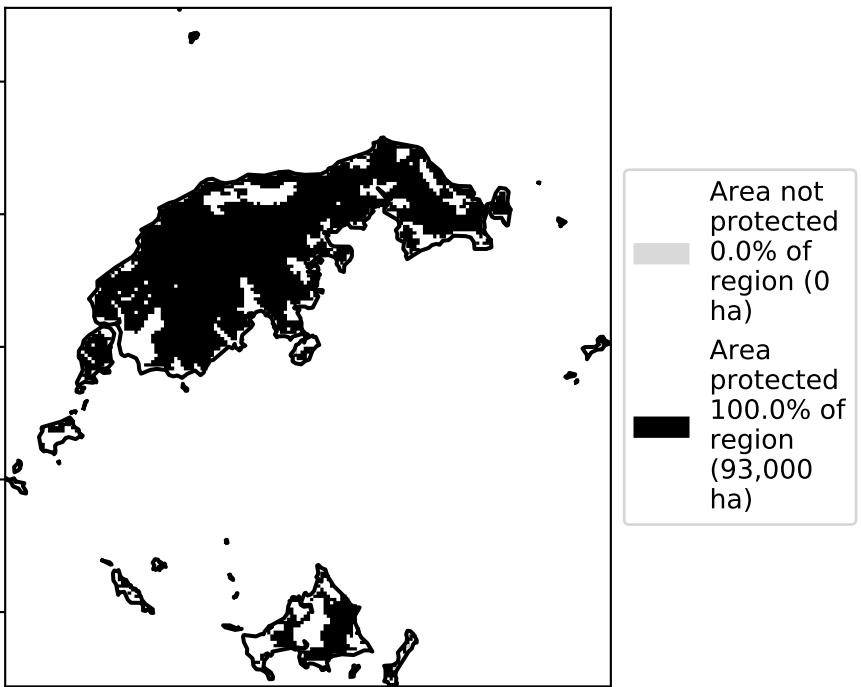 Area not
protected
0.0% of
region (0
ha)
Area
protected
100.0% of
region
(93,000
ha)